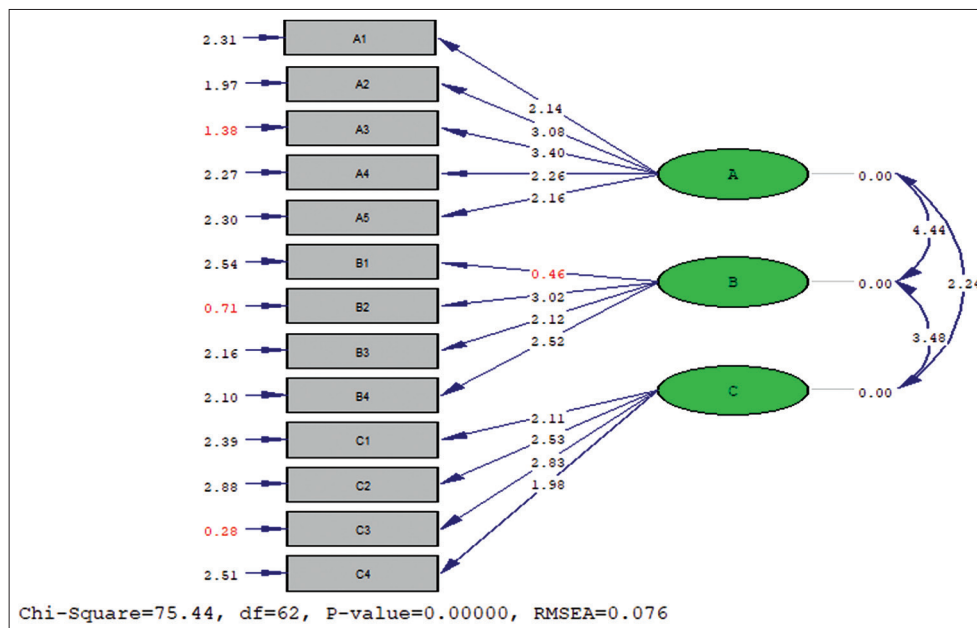 2.31 A1
2.14
1.97 A2
3.08
1.38 A3
3.40
2.27 A4
2.26
A 0.00
2.30 A5
2.16
4.44
2.54 B1
0.46
B 0.00
2.24
0.71 B2
3.02
2.12
2.16 B3
2.52
3.48
2.10 B4
C 0.00
2.39 C1
2.11
2.53
2.83
2.88 C2
1.98
0.28 C3
2.51 C4
Chi-Square=75.44, df=62, P-value=0.00000, RMSEA=0.076